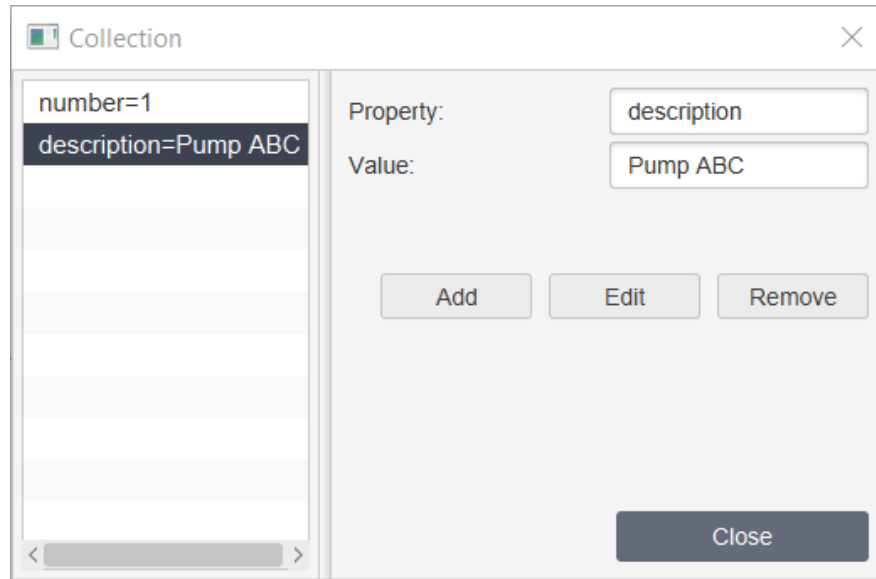 Collection
number=1
description=Pump ABC
Property:
description
Value:
Pump ABC
Add
Edit
Remove
Close